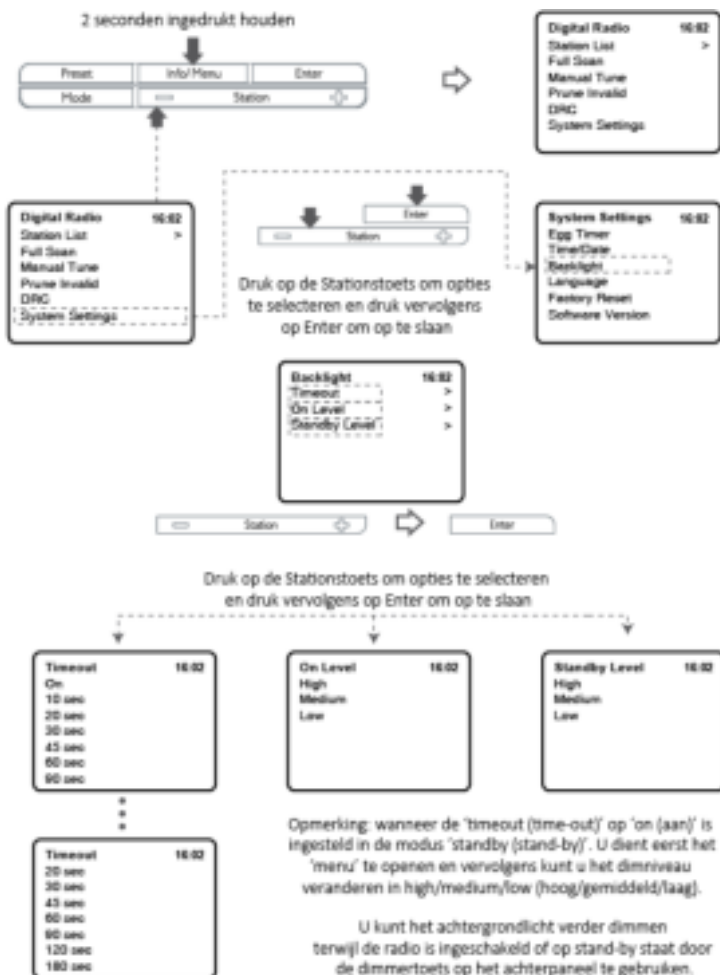 2 seconden ingedrukt houden
Preset Info/Menu Enter
Mode Station
Digital Radio 16:02
Station List >
Full Scan
Manual Tune
Prune Invalid
DRC
System Settings
Digital Radio 16:02
Station List >
Full Scan
Manual Tune
Prune Invalid
DRC
System Settings
Enter
Station
Druk op de Stationstoets om opties
te selecteren en druk vervolgens
op Enter om op te slaan
System Settings 16:02
Egg Timer
Time/Date
Backlight
Language
Factory Reset
Software Version
Backlight 16:02
Timeout >
On Level >
Standby Level >
Station Enter
Druk op de Stationstoets om opties te selecteren
en druk vervolgens op Enter om op te slaan
Timeout 16:02
On
10 sec
20 sec
30 sec
45 sec
60 sec
90 sec
On Level 16:02
High
Medium
Low
Standby Level 16:02
High
Medium
Low
Timeout 16:02
20 sec
30 sec
45 sec
60 sec
90 sec
120 sec
180 sec
Opmerking: wanneer de 'timeout (time-out)' op 'on (aan)' is
ingesteld in de modus 'standby (stand-by)'. U dient eerst het
'menu' te openen en vervolgens kunt u het dimniveau
veranderen in high/medium/low (hoog/gemiddeld/laag).
U kunt het achtergrondlicht verder dimmen
terwijl de radio is ingeschakeld of op stand-by staat door
de dimmertoets op het achterpaneel te gebruiken.